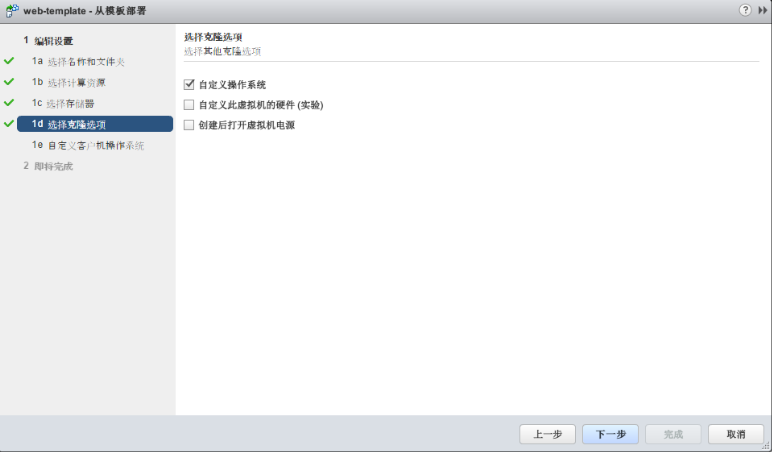 web-template - 从模板部署
1 编辑设置
1a 选择名称和文件夹
1b 选择计算资源
1c 选择存储器
1d 选择克隆选项
1e 自定义客户机操作系统
2 即将完成
选择克隆选项
选择其他克隆选项
自定义操作系统
自定义此虚拟机的硬件 (实验)
创建后打开虚拟机电源
上一步 下一步 完成 取消